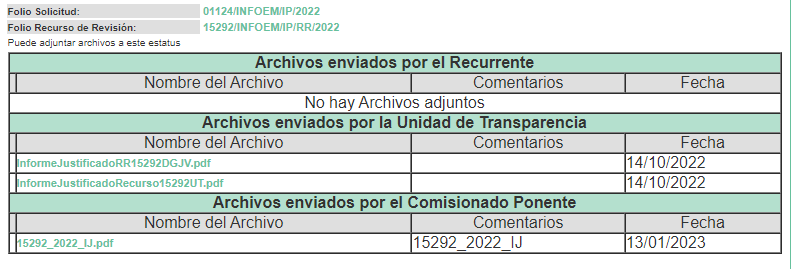 Folio Solicitud: 01124/INFOEM/IP/2022
Folio Recurso de Revisión: 15292/INFOEM/IP/RR/2022
Puede adjuntar archivos a este estatus
Archivos enviados por el Recurrente
Nombre del Archivo Comentarios Fecha
No hay Archivos adjuntos
Archivos enviados por la Unidad de Transparencia
Nombre del Archivo Comentarios Fecha
InformeJustificadoRR15292DGJV.pdf 14/10/2022
InformeJustificadoRecurso15292UT.pdf 14/10/2022
Archivos enviados por el Comisionado Ponente
Nombre del Archivo Comentarios Fecha
15292_2022_IJ.pdf 15292_2022_IJ 13/01/2023